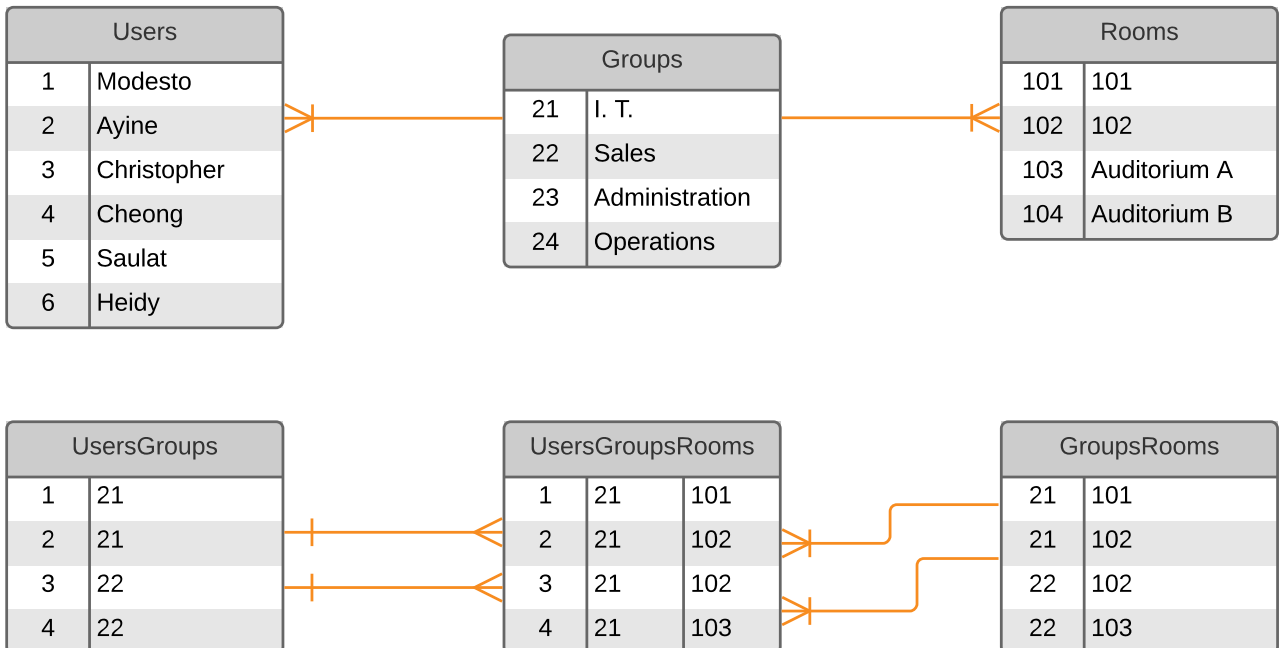 Users
1 Modesto
2 Ayine
3 Christopher
4 Cheong
5 Saulat
6 Heidy
Groups
21 I. T.
22 Sales
23 Administration
24 Operations
Rooms
101 101
102 102
103 Auditorium A
104 Auditorium B
UsersGroups
1 21
2 21
3 22
4 22
UsersGroupsRooms
1 21 101
2 21 102
3 21 102
4 21 103
GroupsRooms
21 101
21 102
22 102
22 103